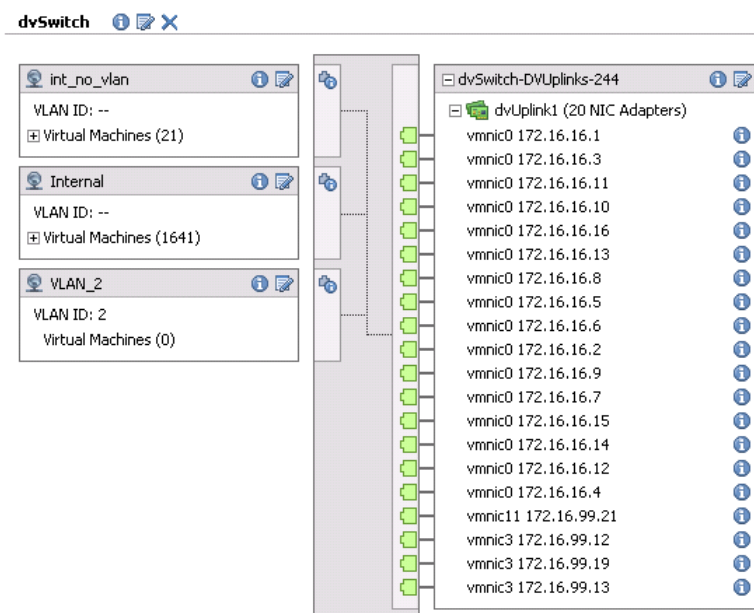 dvSwitch
int_no_vlan
VLAN ID: --
Virtual Machines (21)
Internal
VLAN ID: --
Virtual Machines (1641)
VLAN_2
VLAN ID: 2
Virtual Machines (0)
dvSwitch-DVUplinks-244
dvUplink1 (20 NIC Adapters)
vmnic0 172.16.16.1
vmnic0 172.16.16.3
vmnic0 172.16.16.11
vmnic0 172.16.16.10
vmnic0 172.16.16.16
vmnic0 172.16.16.13
vmnic0 172.16.16.8
vmnic0 172.16.16.5
vmnic0 172.16.16.6
vmnic0 172.16.16.2
vmnic0 172.16.16.9
vmnic0 172.16.16.7
vmnic0 172.16.16.15
vmnic0 172.16.16.14
vmnic0 172.16.16.12
vmnic0 172.16.16.4
vmnic11 172.16.99.21
vmnic3 172.16.99.12
vmnic3 172.16.99.19
vmnic3 172.16.99.13